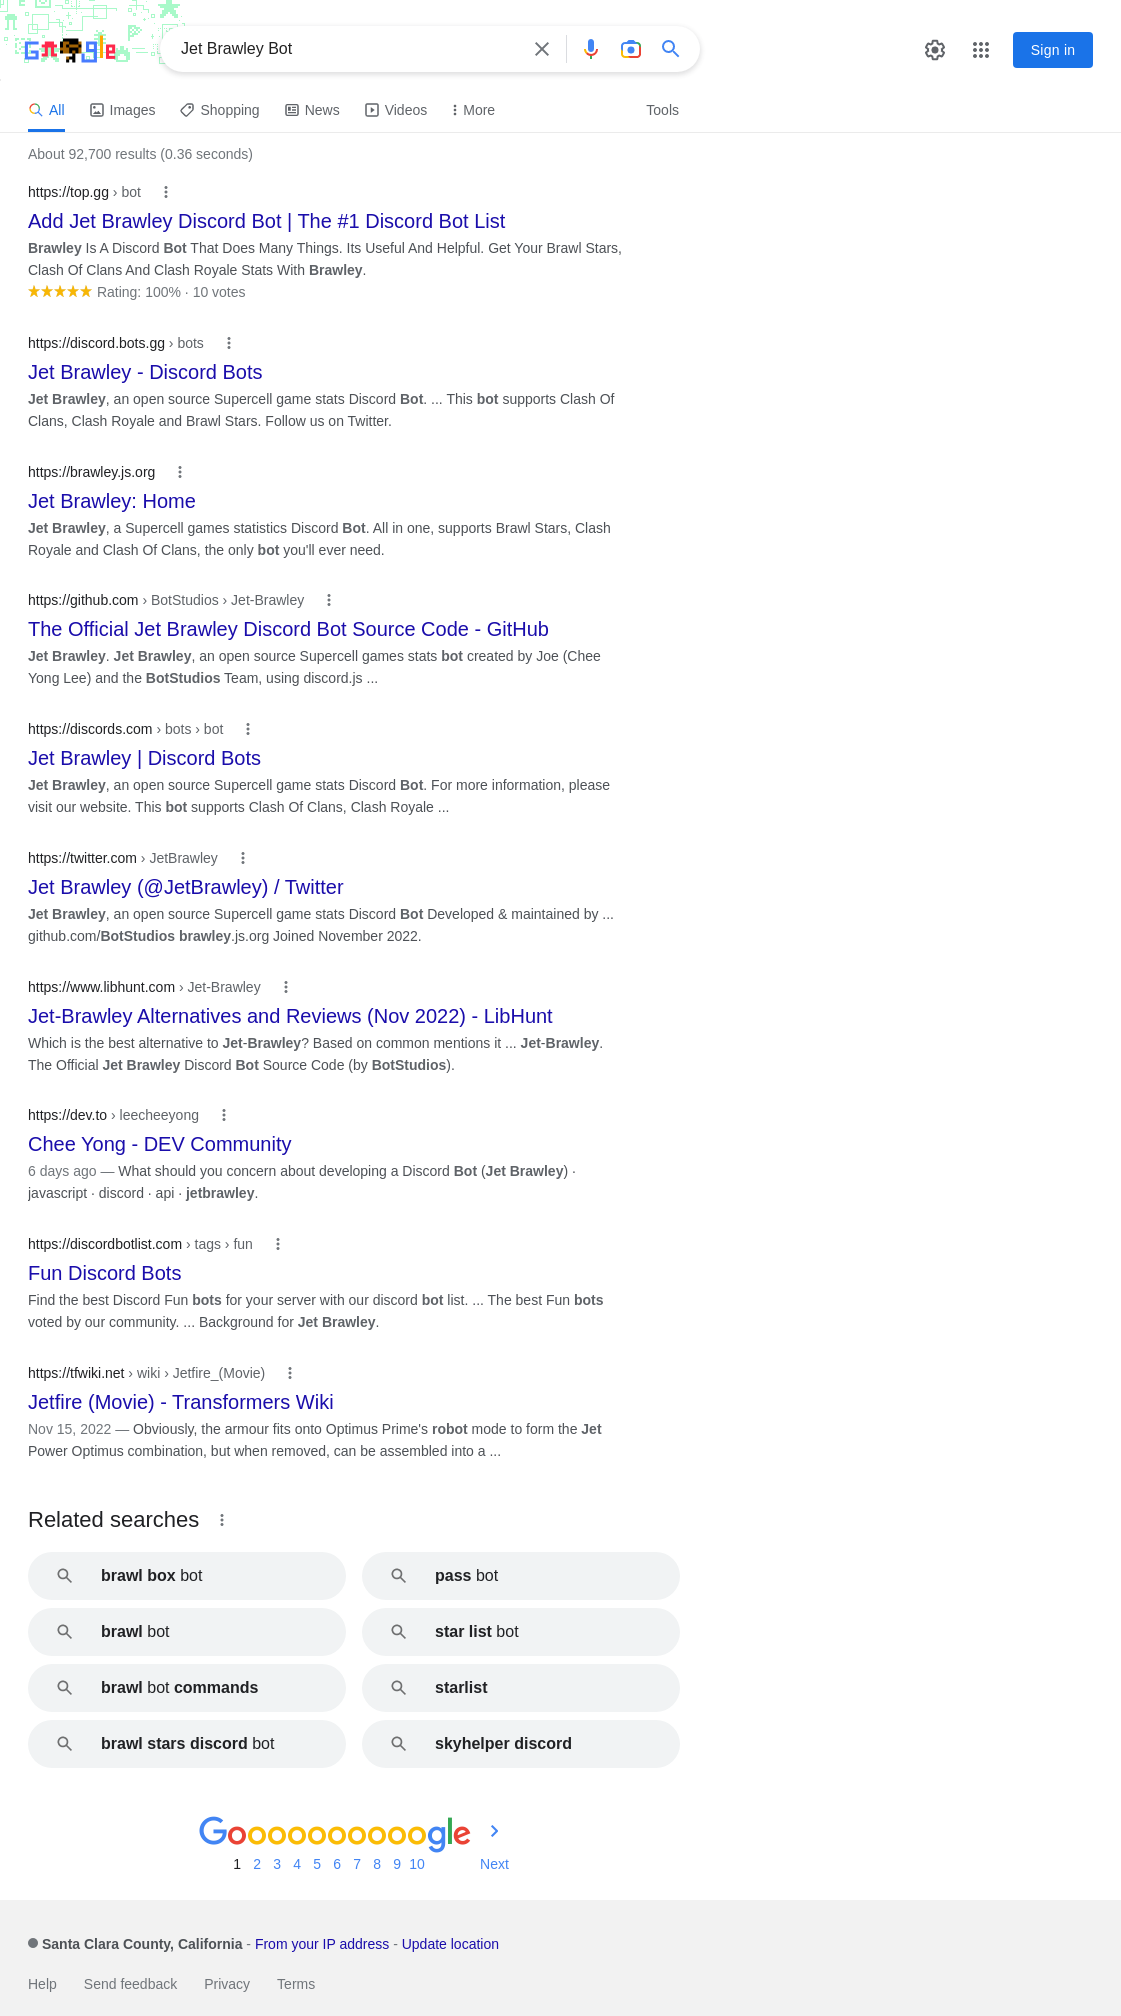 Google
Jet Brawley Bot
Sign in
All
Images
Shopping
News
Videos
More
Tools
About 92,700 results (0.36 seconds)
https://top.gg › bot
Add Jet Brawley Discord Bot | The #1 Discord Bot List
Brawley Is A Discord Bot That Does Many Things. Its Useful And Helpful. Get Your Brawl Stars,
Clash Of Clans And Clash Royale Stats With Brawley.
Rating: 100% · 10 votes
https://discord.bots.gg › bots
Jet Brawley - Discord Bots
Jet Brawley, an open source Supercell game stats Discord Bot. ... This bot supports Clash Of
Clans, Clash Royale and Brawl Stars. Follow us on Twitter.
https://brawley.js.org
Jet Brawley: Home
Jet Brawley, a Supercell games statistics Discord Bot. All in one, supports Brawl Stars, Clash
Royale and Clash Of Clans, the only bot you'll ever need.
https://github.com › BotStudios › Jet-Brawley
The Official Jet Brawley Discord Bot Source Code - GitHub
Jet Brawley. Jet Brawley, an open source Supercell games stats bot created by Joe (Chee
Yong Lee) and the BotStudios Team, using discord.js ...
https://discords.com › bots › bot
Jet Brawley | Discord Bots
Jet Brawley, an open source Supercell game stats Discord Bot. For more information, please
visit our website. This bot supports Clash Of Clans, Clash Royale ...
https://twitter.com › JetBrawley
Jet Brawley (@JetBrawley) / Twitter
Jet Brawley, an open source Supercell game stats Discord Bot Developed & maintained by ...
github.com/BotStudios brawley.js.org Joined November 2022.
https://www.libhunt.com › Jet-Brawley
Jet-Brawley Alternatives and Reviews (Nov 2022) - LibHunt
Which is the best alternative to Jet-Brawley? Based on common mentions it ... Jet-Brawley.
The Official Jet Brawley Discord Bot Source Code (by BotStudios).
https://dev.to › leecheeyong
Chee Yong - DEV Community
6 days ago — What should you concern about developing a Discord Bot (Jet Brawley) ·
javascript · discord · api · jetbrawley.
https://discordbotlist.com › tags › fun
Fun Discord Bots
Find the best Discord Fun bots for your server with our discord bot list. ... The best Fun bots
voted by our community. ... Background for Jet Brawley.
https://tfwiki.net › wiki › Jetfire_(Movie)
Jetfire (Movie) - Transformers Wiki
Nov 15, 2022 — Obviously, the armour fits onto Optimus Prime's robot mode to form the Jet
Power Optimus combination, but when removed, can be assembled into a ...
Related searches
brawl box bot
pass bot
brawl bot
star list bot
brawl bot commands
starlist
brawl stars discord bot
skyhelper discord
Goooooooooogle
1 2 3 4 5 6 7 8 9 10 Next
Santa Clara County, California - From your IP address - Update location
Help Send feedback Privacy Terms